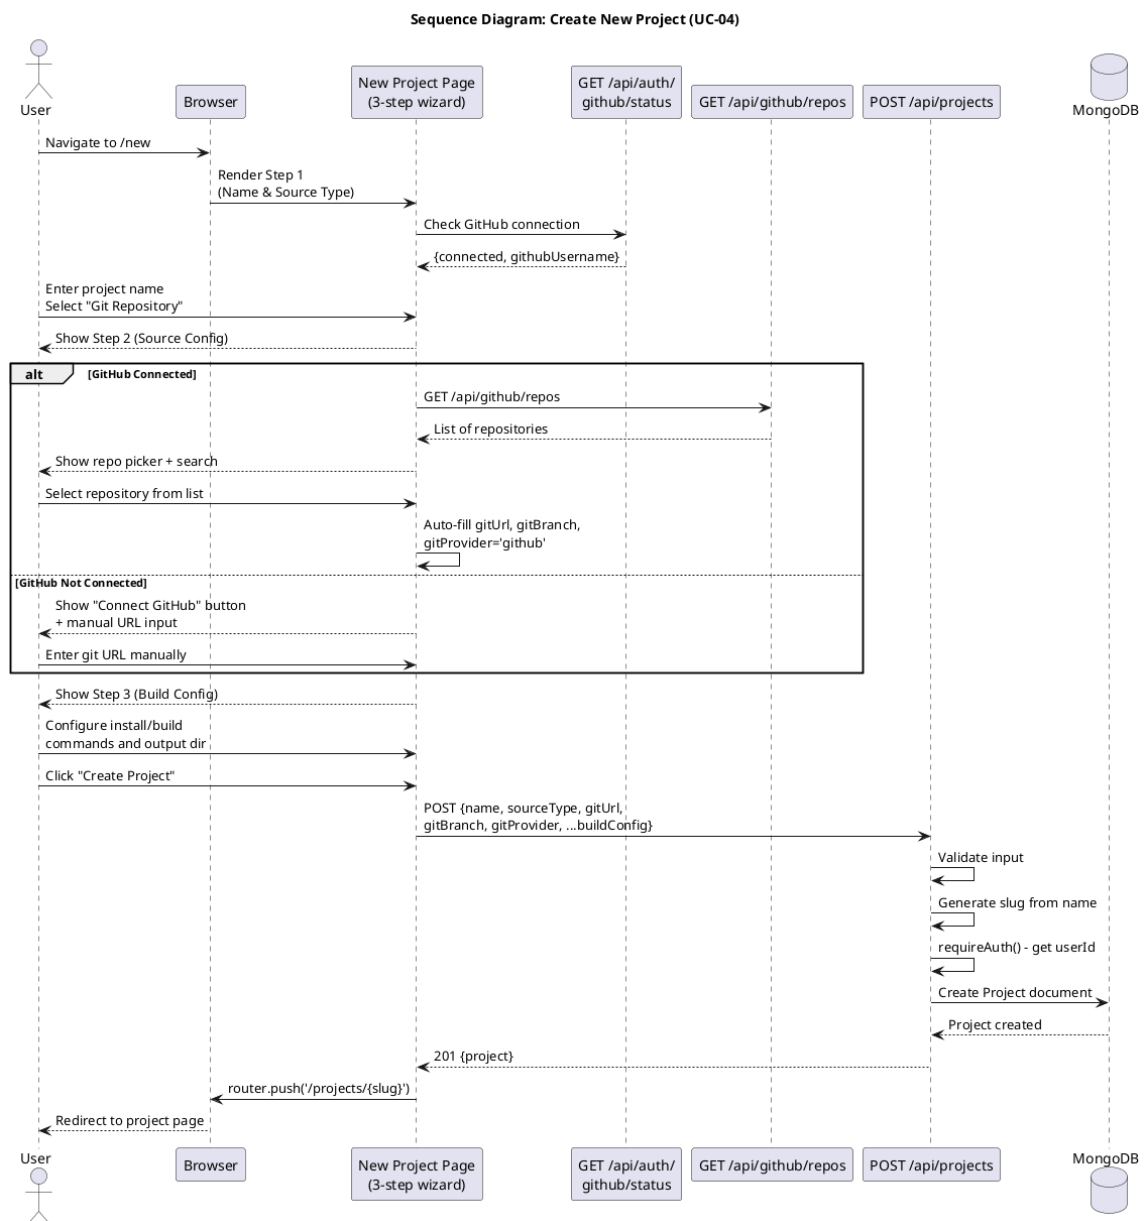 Sequence Diagram: Create New Project (UC-04)
User
Browser
New Project Page
(3-step wizard)
GET /api/auth/
github/status
GET /api/github/repos
POST /api/projects
MongoDB
Navigate to /new
Render Step 1
(Name & Source Type)
Check GitHub connection
{connected, githubUsername}
Enter project name
Select "Git Repository"
Show Step 2 (Source Config)
alt [GitHub Connected]
GET /api/github/repos
List of repositories
Show repo picker + search
Select repository from list
Auto-fill gitUrl, gitBranch,
gitProvider='github'
[GitHub Not Connected]
Show "Connect GitHub" button
+ manual URL input
Enter git URL manually
Show Step 3 (Build Config)
Configure install/build
commands and output dir
Click "Create Project"
POST {name, sourceType, gitUrl,
gitBranch, gitProvider, ...buildConfig}
Validate input
Generate slug from name
requireAuth() - get userId
Create Project document
Project created
201 {project}
router.push('/projects/{slug}')
Redirect to project page
User
Browser
New Project Page
(3-step wizard)
GET /api/auth/
github/status
GET /api/github/repos
POST /api/projects
MongoDB